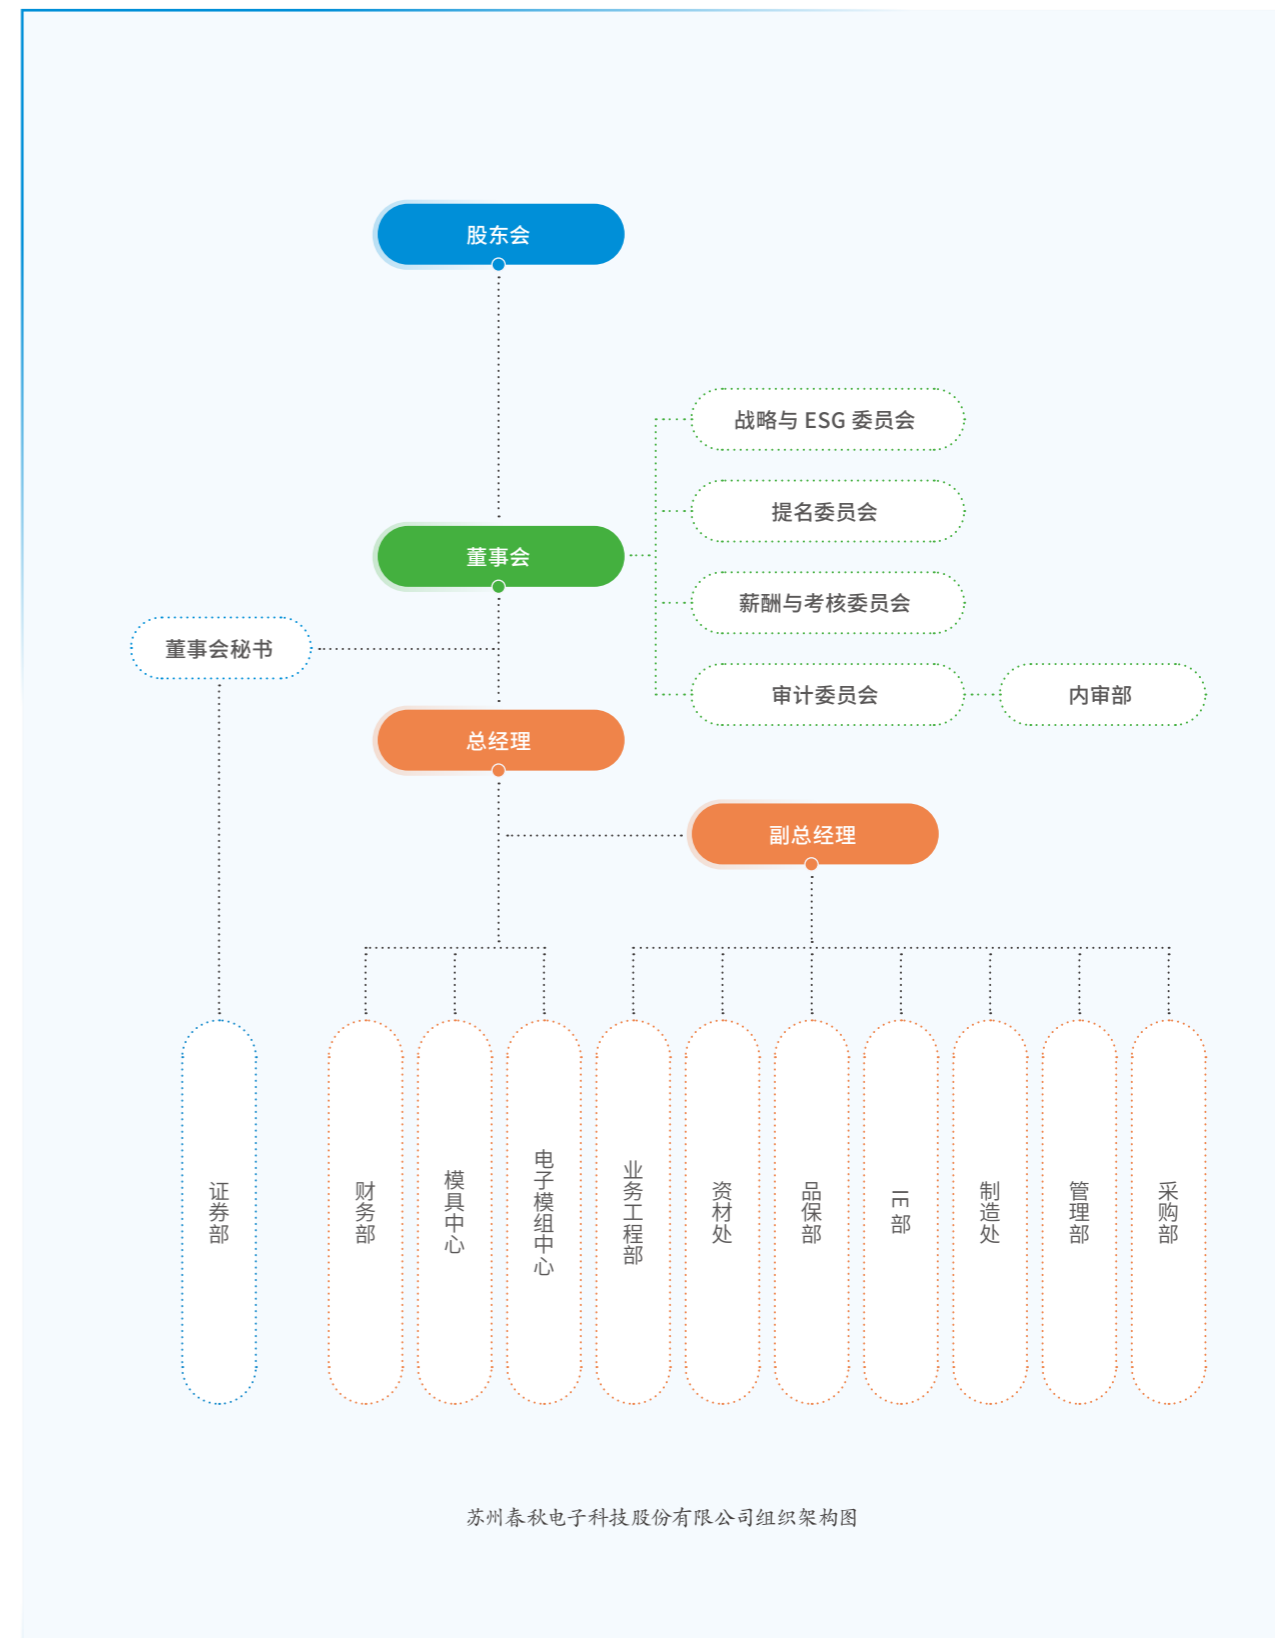 股东会
战略与 ESG 委员会
提名委员会
董事会
薪酬与考核委员会
董事会秘书
审计委员会
内审部
总经理
副总经理
证券部
财务部
模具中心
电子模组中心
业务工程部
资材处
品保部
IE 部
制造处
管理部
采购部
苏州春秋电子科技股份有限公司组织架构图